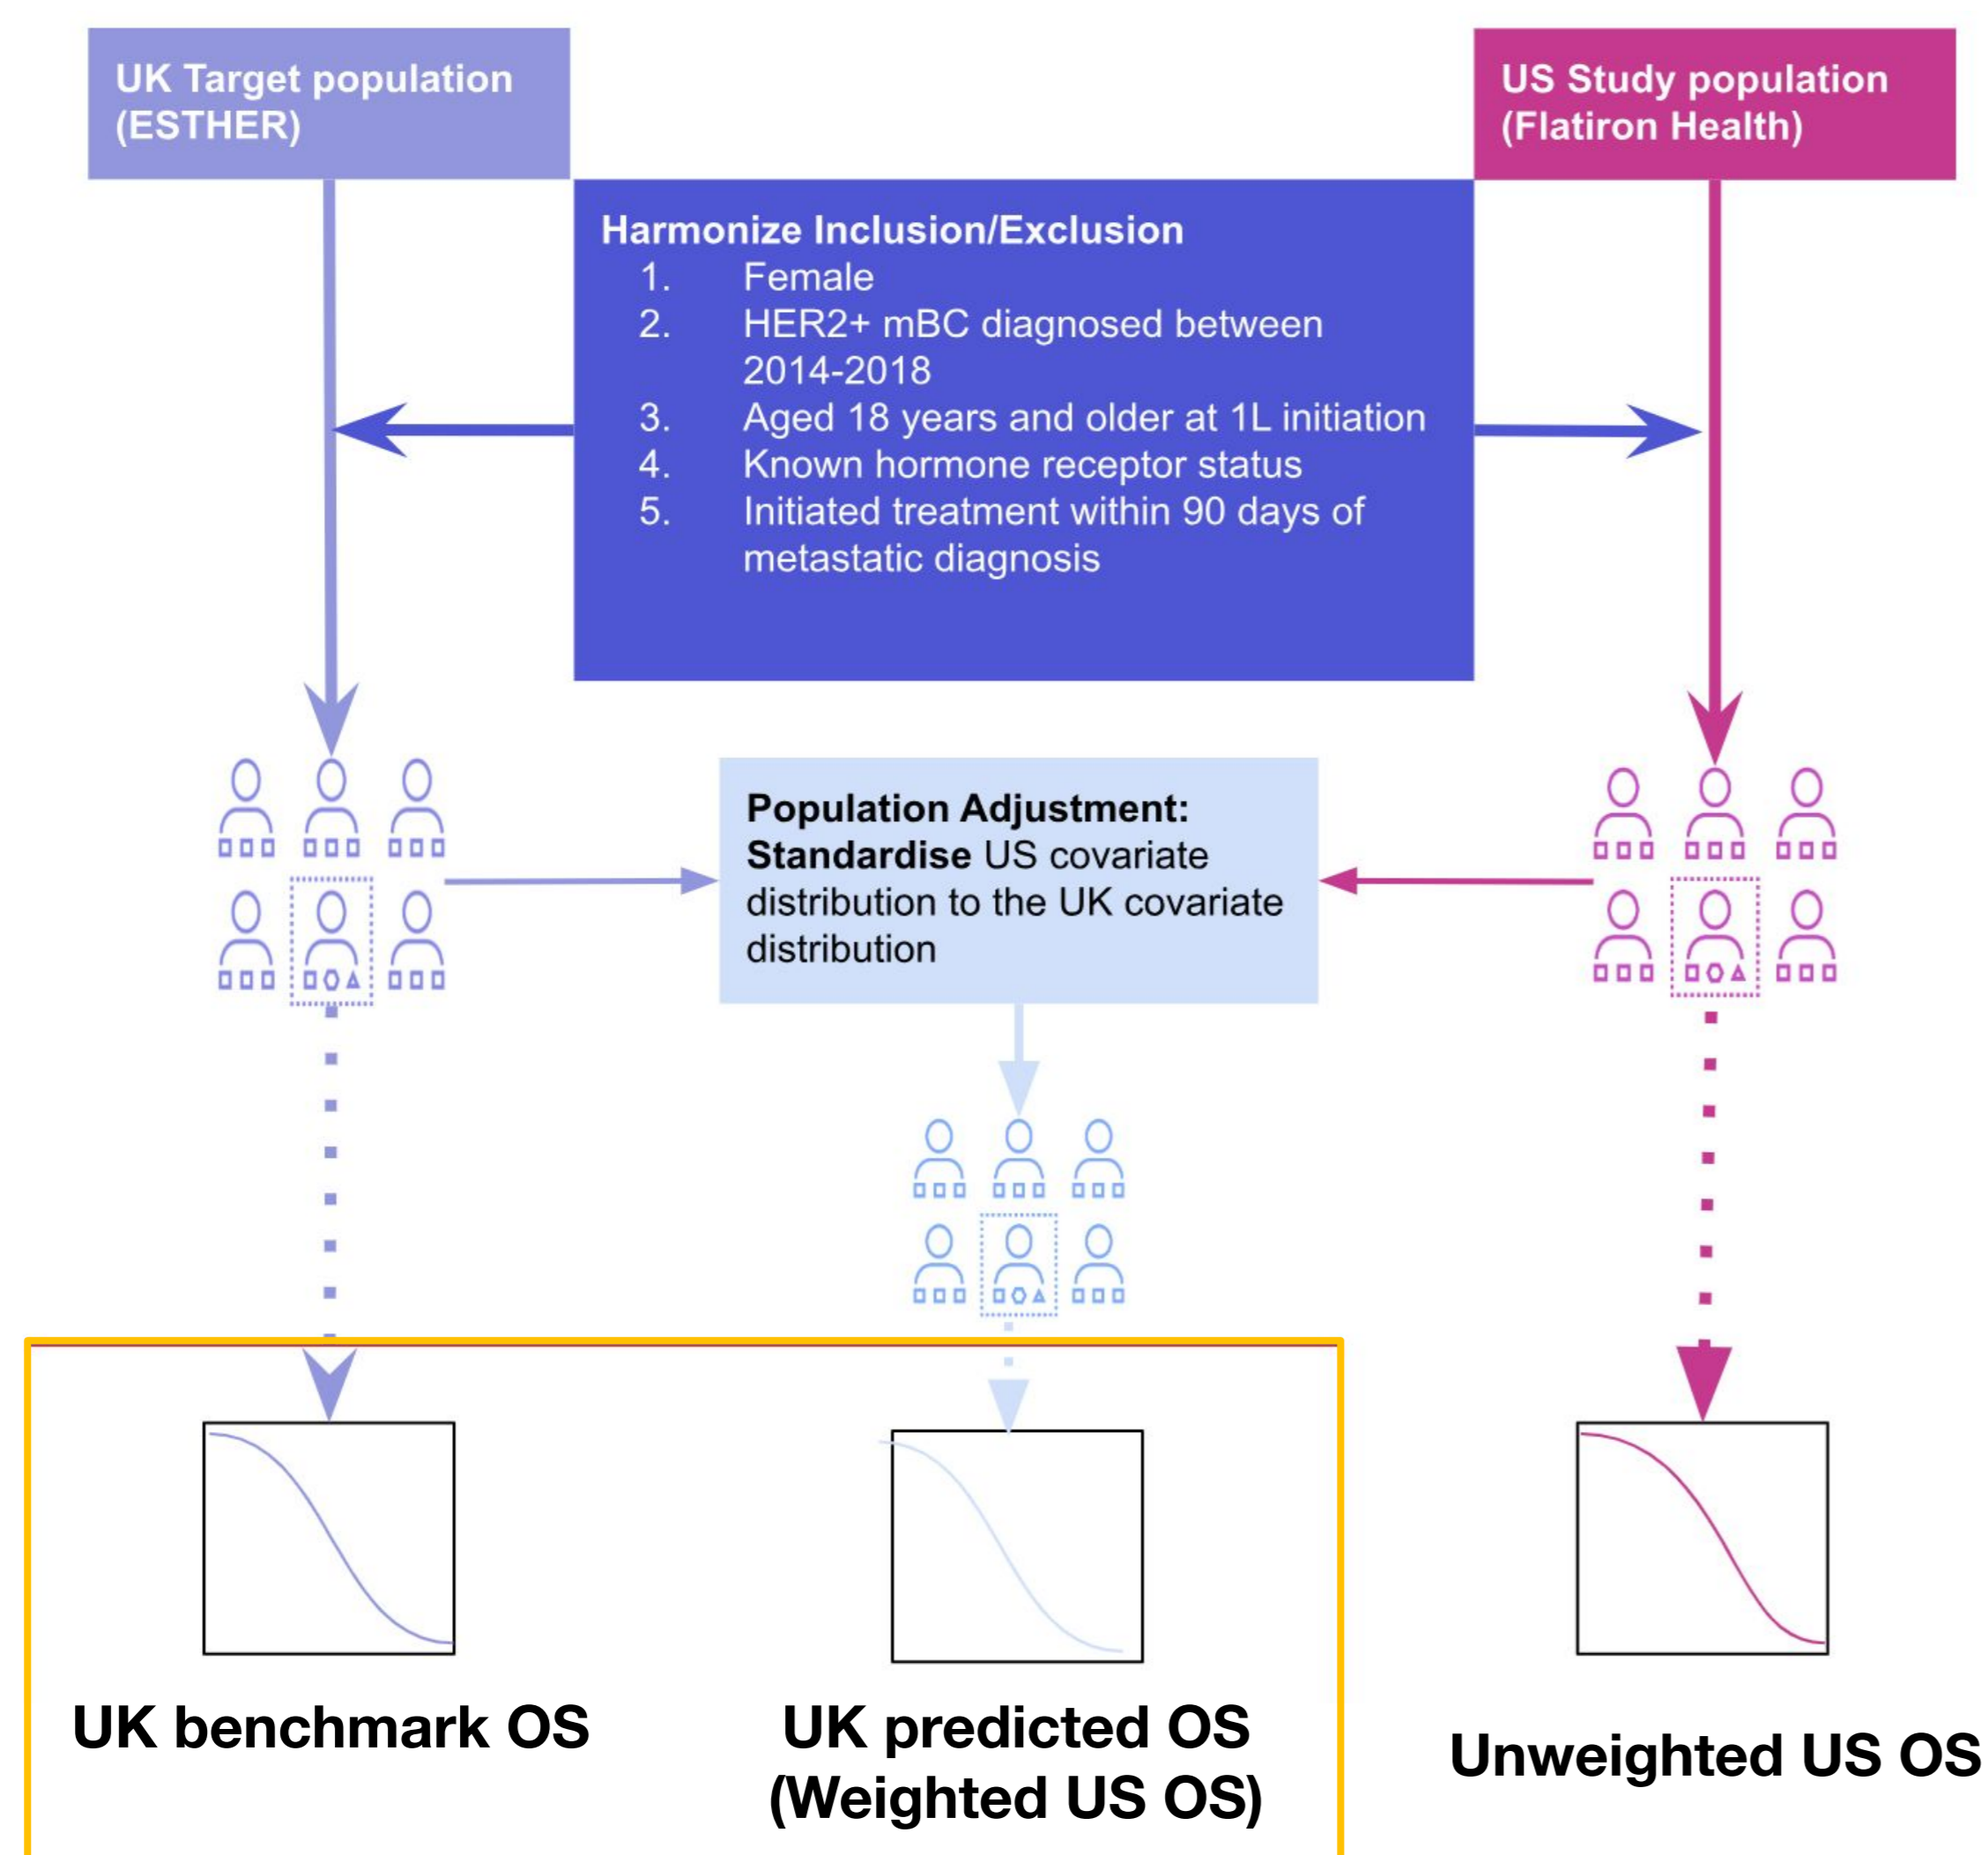 UK Target population
(ESTHER)
US Study population
(Flatiron Health)
Harmonize Inclusion/Exclusion
1. Female
2. HER2+ mBC diagnosed between
2014-2018
3. Aged 18 years and older at 1L initiation
4. Known hormone receptor status
5. Initiated treatment within 90 days of
metastatic diagnosis
Population Adjustment:
Standardise US covariate
distribution to the UK covariate
distribution
UK benchmark OS
UK predicted OS
(Weighted US OS)
Unweighted US OS